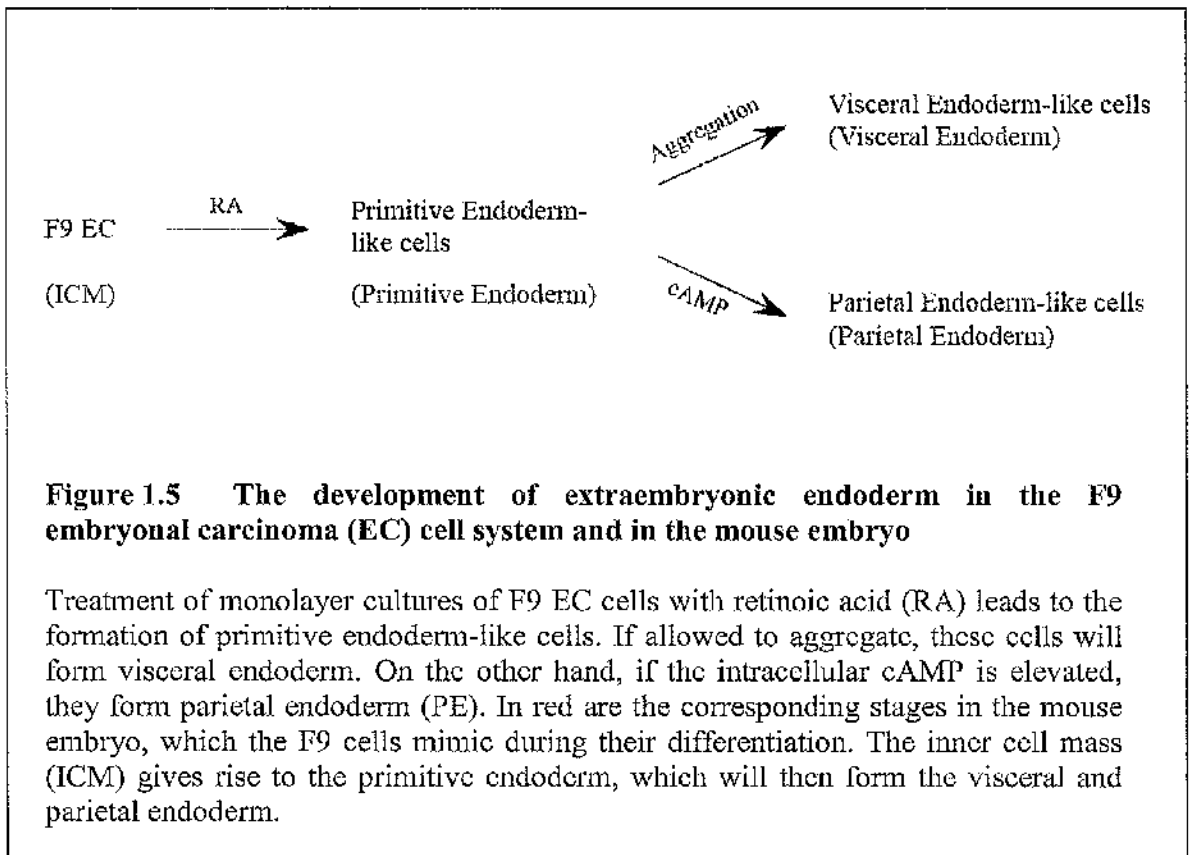 Aggregation
Visceral Endoderm-like cells
(Visceral Endoderm)
F9 EC
RA
Primitive Endoderm-
like cells
(ICM)
(Primitive Endoderm)
cAMP
Parietal Endoderm-like cells
(Parietal Endoderm)
Figure 1.5 The development of extraembryonic endoderm in the F9
embryonal carcinoma (EC) cell system and in the mouse embryo
Treatment of monolayer cultures of F9 EC cells with retinoic acid (RA) leads to the
formation of primitive endoderm-like cells. If allowed to aggregate, these cells will
form visceral endoderm. On the other hand, if the intracellular cAMP is elevated,
they form parietal endoderm (PE). In red are the corresponding stages in the mouse
embryo, which the F9 cells mimic during their differentiation. The inner cell mass
(ICM) gives rise to the primitive endoderm, which will then form the visceral and
parietal endoderm.